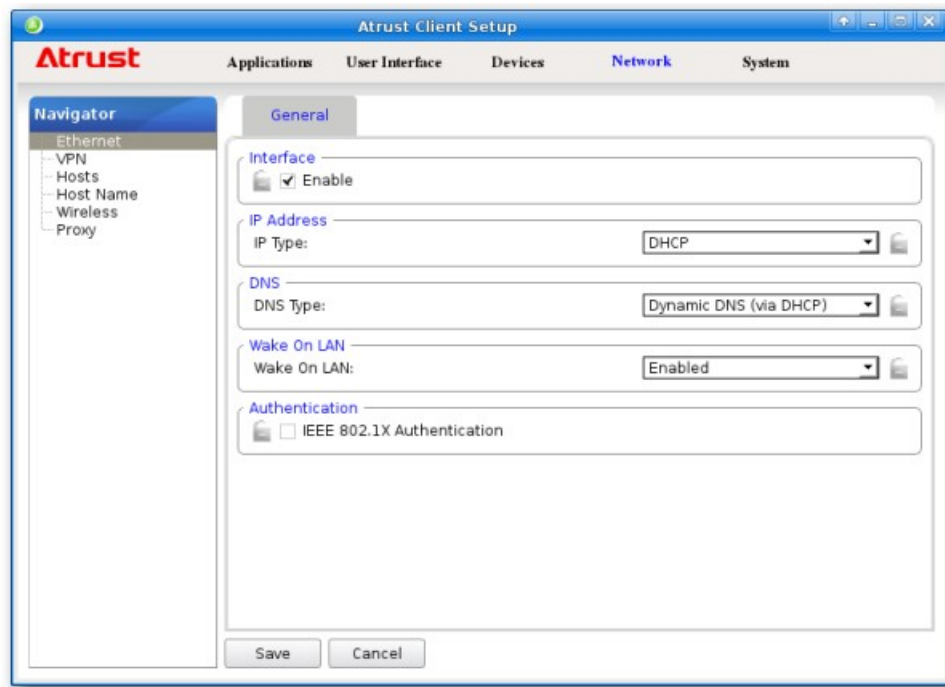 Atrust Client Setup
Atrust
Applications User Interface Devices Network System
Navigator
Ethernet
VPN
Hosts
Host Name
Wireless
Proxy
General
Interface
Enable
IP Address
IP Type: DHCP
DNS
DNS Type: Dynamic DNS (via DHCP)
Wake On LAN
Wake On LAN: Enabled
Authentication
IEEE 802.1X Authentication
Save Cancel